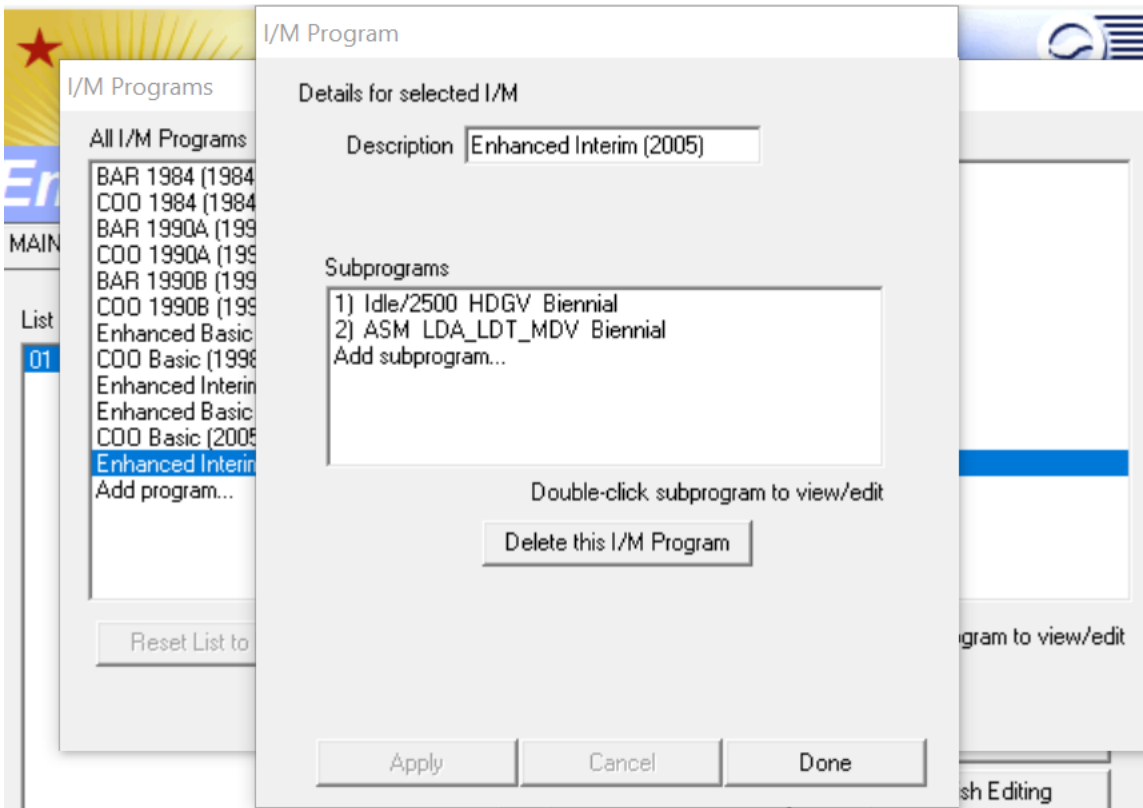 I/M Program
I/M Programs
Details for selected I/M
Description Enhanced Interim (2005)
All I/M Programs
BAR 1984 (1984
COO 1984 (1984
BAR 1990A (199
COO 1990A (199
BAR 1990B (199
COO 1990B (199
Enhanced Basic
COO Basic (1998
Enhanced Interim
Enhanced Basic
COO Basic (2005
Enhanced Interim
Add program...
Reset List to
En
MAIN
List
01
Subprograms
1) Idle/2500 HDGV Biennial
2) ASM LDA_LDT_MDV Biennial
Add subprogram...
Double-click subprogram to view/edit
Delete this I/M Program
gram to view/edit
Apply
Cancel
Done
sh Editing